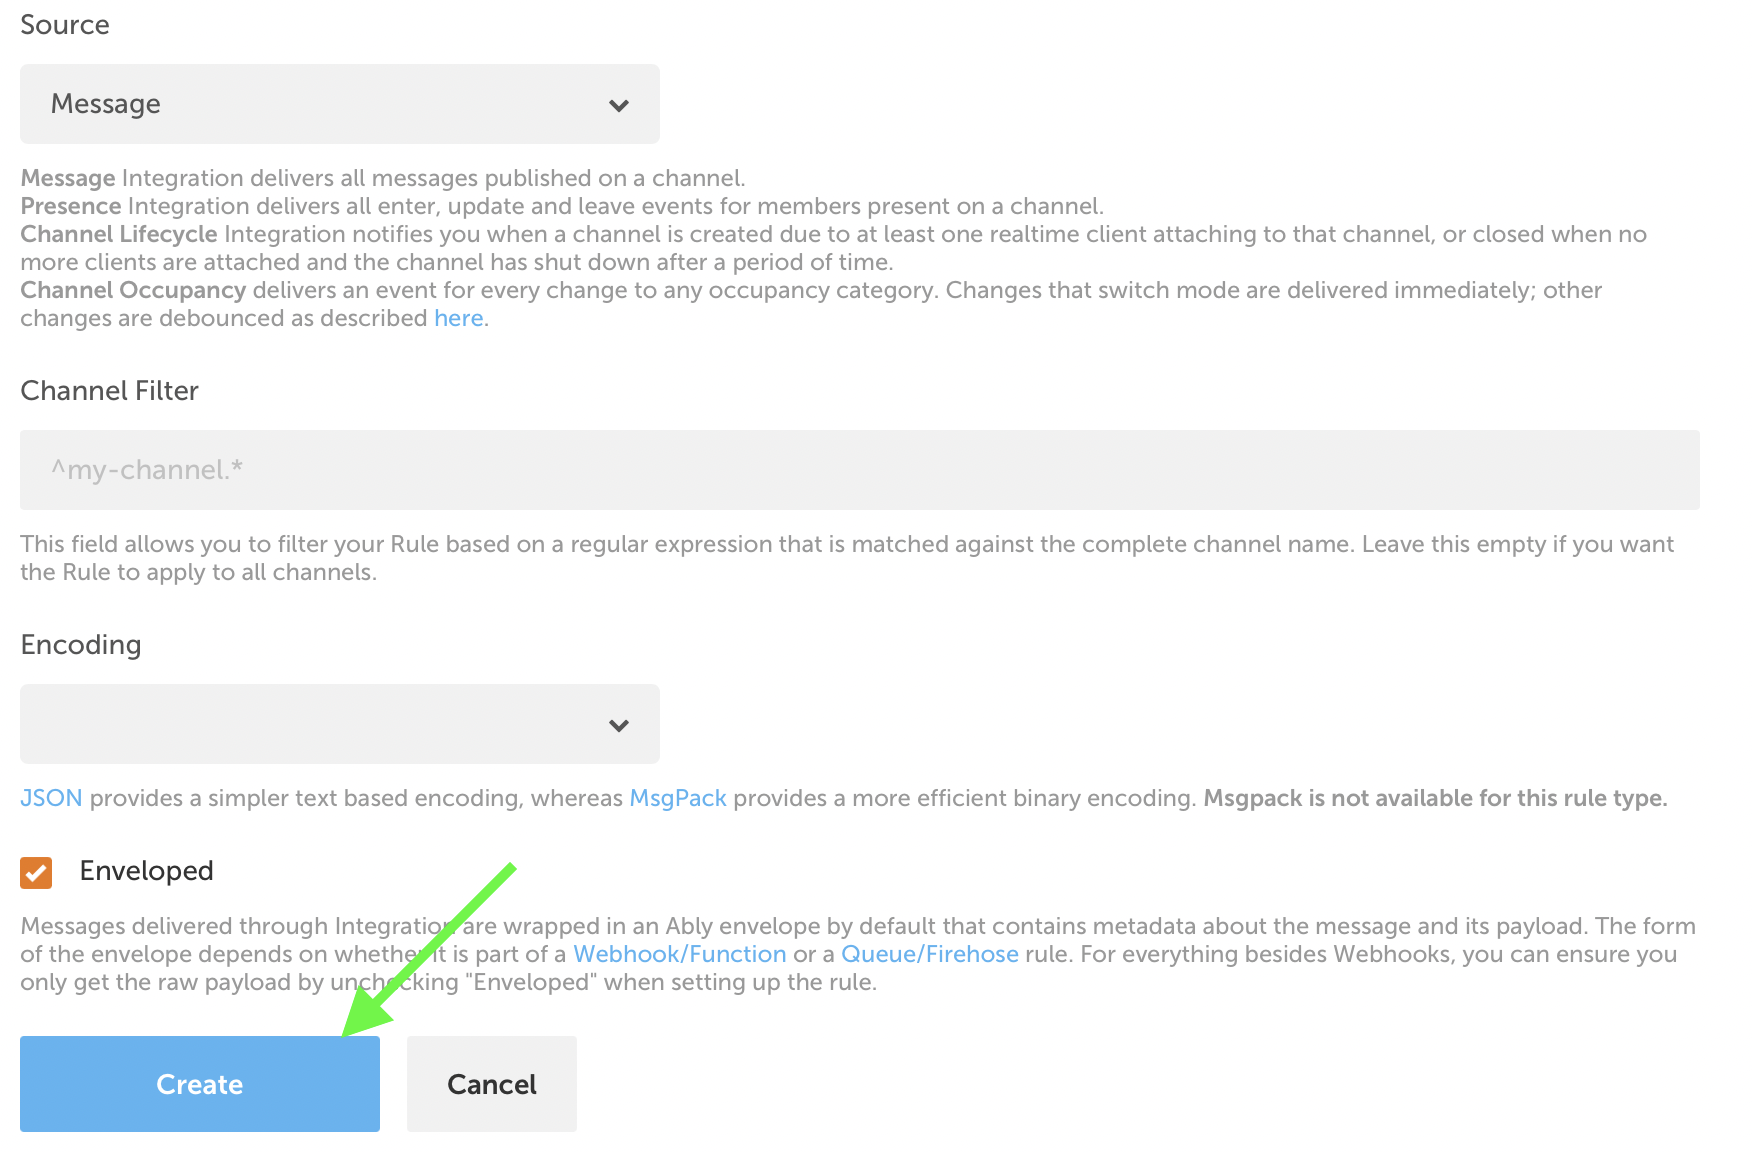 Source
Message
Message Integration delivers all messages published on a channel.
Presence Integration delivers all enter, update and leave events for members present on a channel.
Channel Lifecycle Integration notifies you when a channel is created due to at least one realtime client attaching to that channel, or closed when no
more clients are attached and the channel has shut down after a period of time.
Channel Occupancy delivers an event for every change to any occupancy category. Changes that switch mode are delivered immediately; other
changes are debounced as described here.
Channel Filter
^my-channel.*
This field allows you to filter your Rule based on a regular expression that is matched against the complete channel name. Leave this empty if you want
the Rule to apply to all channels.
Encoding
JSON provides a simpler text based encoding, whereas MsgPack provides a more efficient binary encoding. Msgpack is not available for this rule type.
Enveloped
Messages delivered through Integration are wrapped in an Ably envelope by default that contains metadata about the message and its payload. The form
of the envelope depends on whether it is part of a Webhook/Function or a Queue/Firehose rule. For everything besides Webhooks, you can ensure you
only get the raw payload by unchecking "Enveloped" when setting up the rule.
Create
Cancel